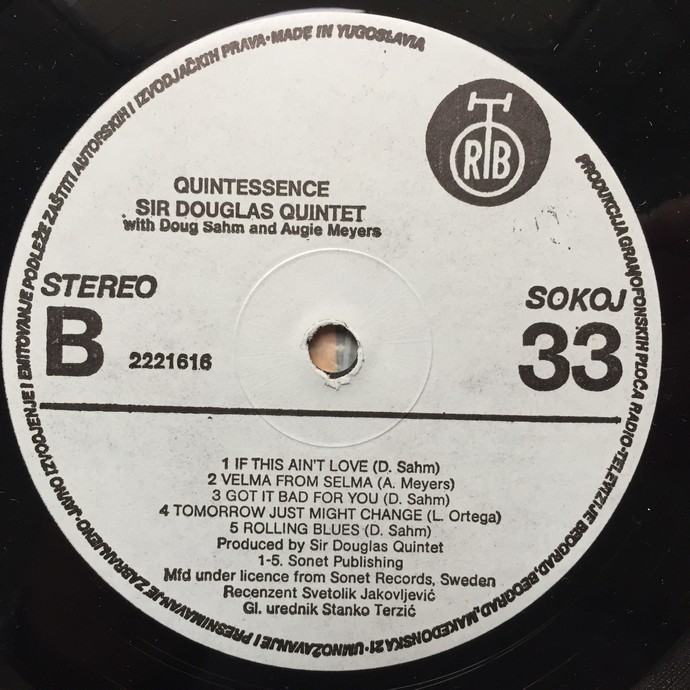 PRODUKCIJA GRAMOFONSKIH PLOČA RADIO-TELEVIZIJE BEOGRAD, BEOGRAD, MAKEDONSKA 21 · UMNOŽAVANJE I PRESNIMAVANJE ZABRANJENO · JAVNO IZVODJENJE I EMITOVANJE PODLEŽE ZAŠTITI AUTORSKIH I IZVODJAČKIH PRAVA · MADE IN YUGOSLAVIA
RTB
QUINTESSENCE
SIR DOUGLAS QUINTET
with Doug Sahm and Augie Meyers
STEREO
SOKOJ
B
2221616
33
1 IF THIS AIN'T LOVE (D. Sahm)
2 VELMA FROM SELMA (A. Meyers)
3 GOT IT BAD FOR YOU (D. Sahm)
4 TOMORROW JUST MIGHT CHANGE (L. Ortega)
5 ROLLING BLUES (D. Sahm)
Produced by Sir Douglas Quintet
1-5. Sonet Publishing
Mfd under licence from Sonet Records, Sweden
Recenzent Svetolik Jakovljević
Gl. urednik Stanko Terzić